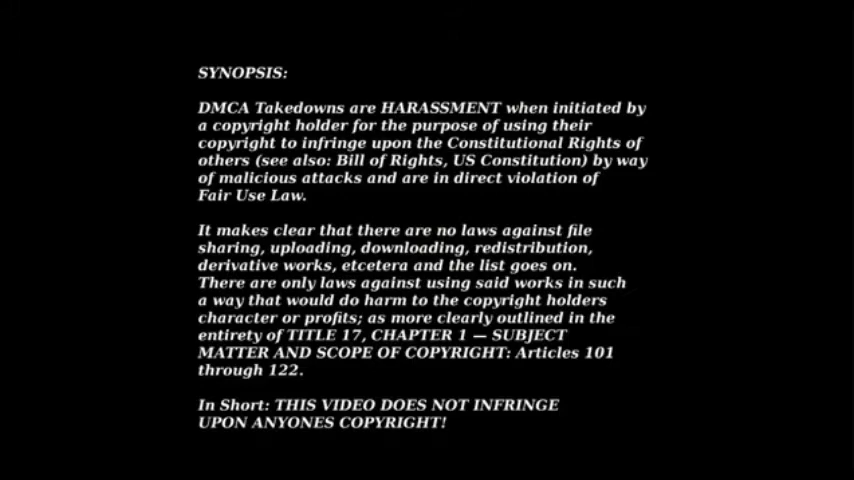 SYNOPSIS:
DMCA Takedowns are HARASSMENT when initiated by
a copyright holder for the purpose of using their
copyright to infringe upon the Constitutional Rights of
others (see also: Bill of Rights, US Constitution) by way
of malicious attacks and are in direct violation of
Fair Use Law.
It makes clear that there are no laws against file
sharing, uploading, downloading, redistribution,
derivative works, etcetera and the list goes on.
There are only laws against using said works in such
a way that would do harm to the copyright holders
character or profits; as more clearly outlined in the
entirety of TITLE 17, CHAPTER 1 — SUBJECT
MATTER AND SCOPE OF COPYRIGHT: Articles 101
through 122.
In Short: THIS VIDEO DOES NOT INFRINGE
UPON ANYONES COPYRIGHT!